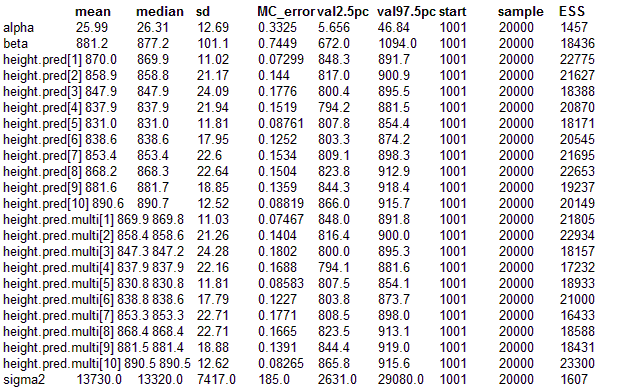 mean median sd MC_error val2.5pc val97.5pc start sample ESS
alpha 25.99 26.31 12.69 0.3325 5.656 46.84 1001 20000 1457
beta 881.2 877.2 101.1 0.7449 672.0 1094.0 1001 20000 18436
height.pred[1] 870.0 869.9 11.02 0.07299 848.3 891.7 1001 20000 22775
height.pred[2] 858.9 858.8 21.17 0.144 817.0 900.9 1001 20000 21627
height.pred[3] 847.9 847.9 24.09 0.1776 800.4 895.5 1001 20000 18388
height.pred[4] 837.9 837.9 21.94 0.1519 794.2 881.5 1001 20000 20870
height.pred[5] 831.0 831.0 11.81 0.08761 807.8 854.4 1001 20000 18171
height.pred[6] 838.6 838.6 17.95 0.1252 803.3 874.2 1001 20000 20545
height.pred[7] 853.4 853.4 22.6 0.1534 809.1 898.3 1001 20000 21695
height.pred[8] 868.2 868.3 22.64 0.1504 823.8 912.9 1001 20000 22653
height.pred[9] 881.6 881.7 18.85 0.1359 844.3 918.4 1001 20000 19237
height.pred[10] 890.6 890.7 12.52 0.08819 866.0 915.7 1001 20000 20149
height.pred.multi[1] 869.9 869.8 11.03 0.07467 848.0 891.8 1001 20000 21805
height.pred.multi[2] 858.4 858.6 21.26 0.1404 816.4 900.0 1001 20000 22934
height.pred.multi[3] 847.3 847.2 24.28 0.1802 800.0 895.3 1001 20000 18157
height.pred.multi[4] 837.9 837.9 22.16 0.1688 794.1 881.6 1001 20000 17232
height.pred.multi[5] 830.8 830.8 11.81 0.08583 807.5 854.1 1001 20000 18933
height.pred.multi[6] 838.8 838.6 17.79 0.1227 803.8 873.7 1001 20000 21000
height.pred.multi[7] 853.3 853.3 22.71 0.1771 808.5 898.0 1001 20000 16433
height.pred.multi[8] 868.4 868.4 22.71 0.1665 823.5 913.1 1001 20000 18588
height.pred.multi[9] 881.5 881.4 18.88 0.1391 844.4 919.0 1001 20000 18431
height.pred.multi[10] 890.5 890.5 12.62 0.08265 865.8 915.6 1001 20000 23300
sigma2 13730.0 13320.0 7417.0 185.0 2631.0 29080.0 1001 20000 1607